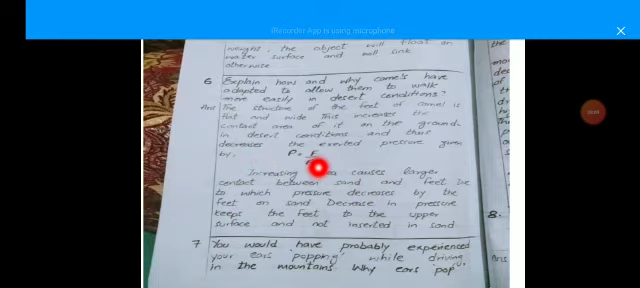 iRecorder App is using microphone
weight, the object will float on
water surface and will sink
otherwise.
6 Explain how and why camels have
adapted to allow them to walk
more easily in desert conditions?
Ans The structure of the feet of camel is
flat and wide This increases the
contact area of it on the ground
in desert conditions and thus
decreases the exerted pressure given
by. P = F
Increasing causes larger
contact between sand and feet due
to which pressure decreases by the
feet on sand Decrease in pressure
keeps the feet to the upper
surface and not inserted in sand
7 You would have probably experienced
your ears 'popping' while driving
in the mountains. Why ears 'pop'
8.
Ans